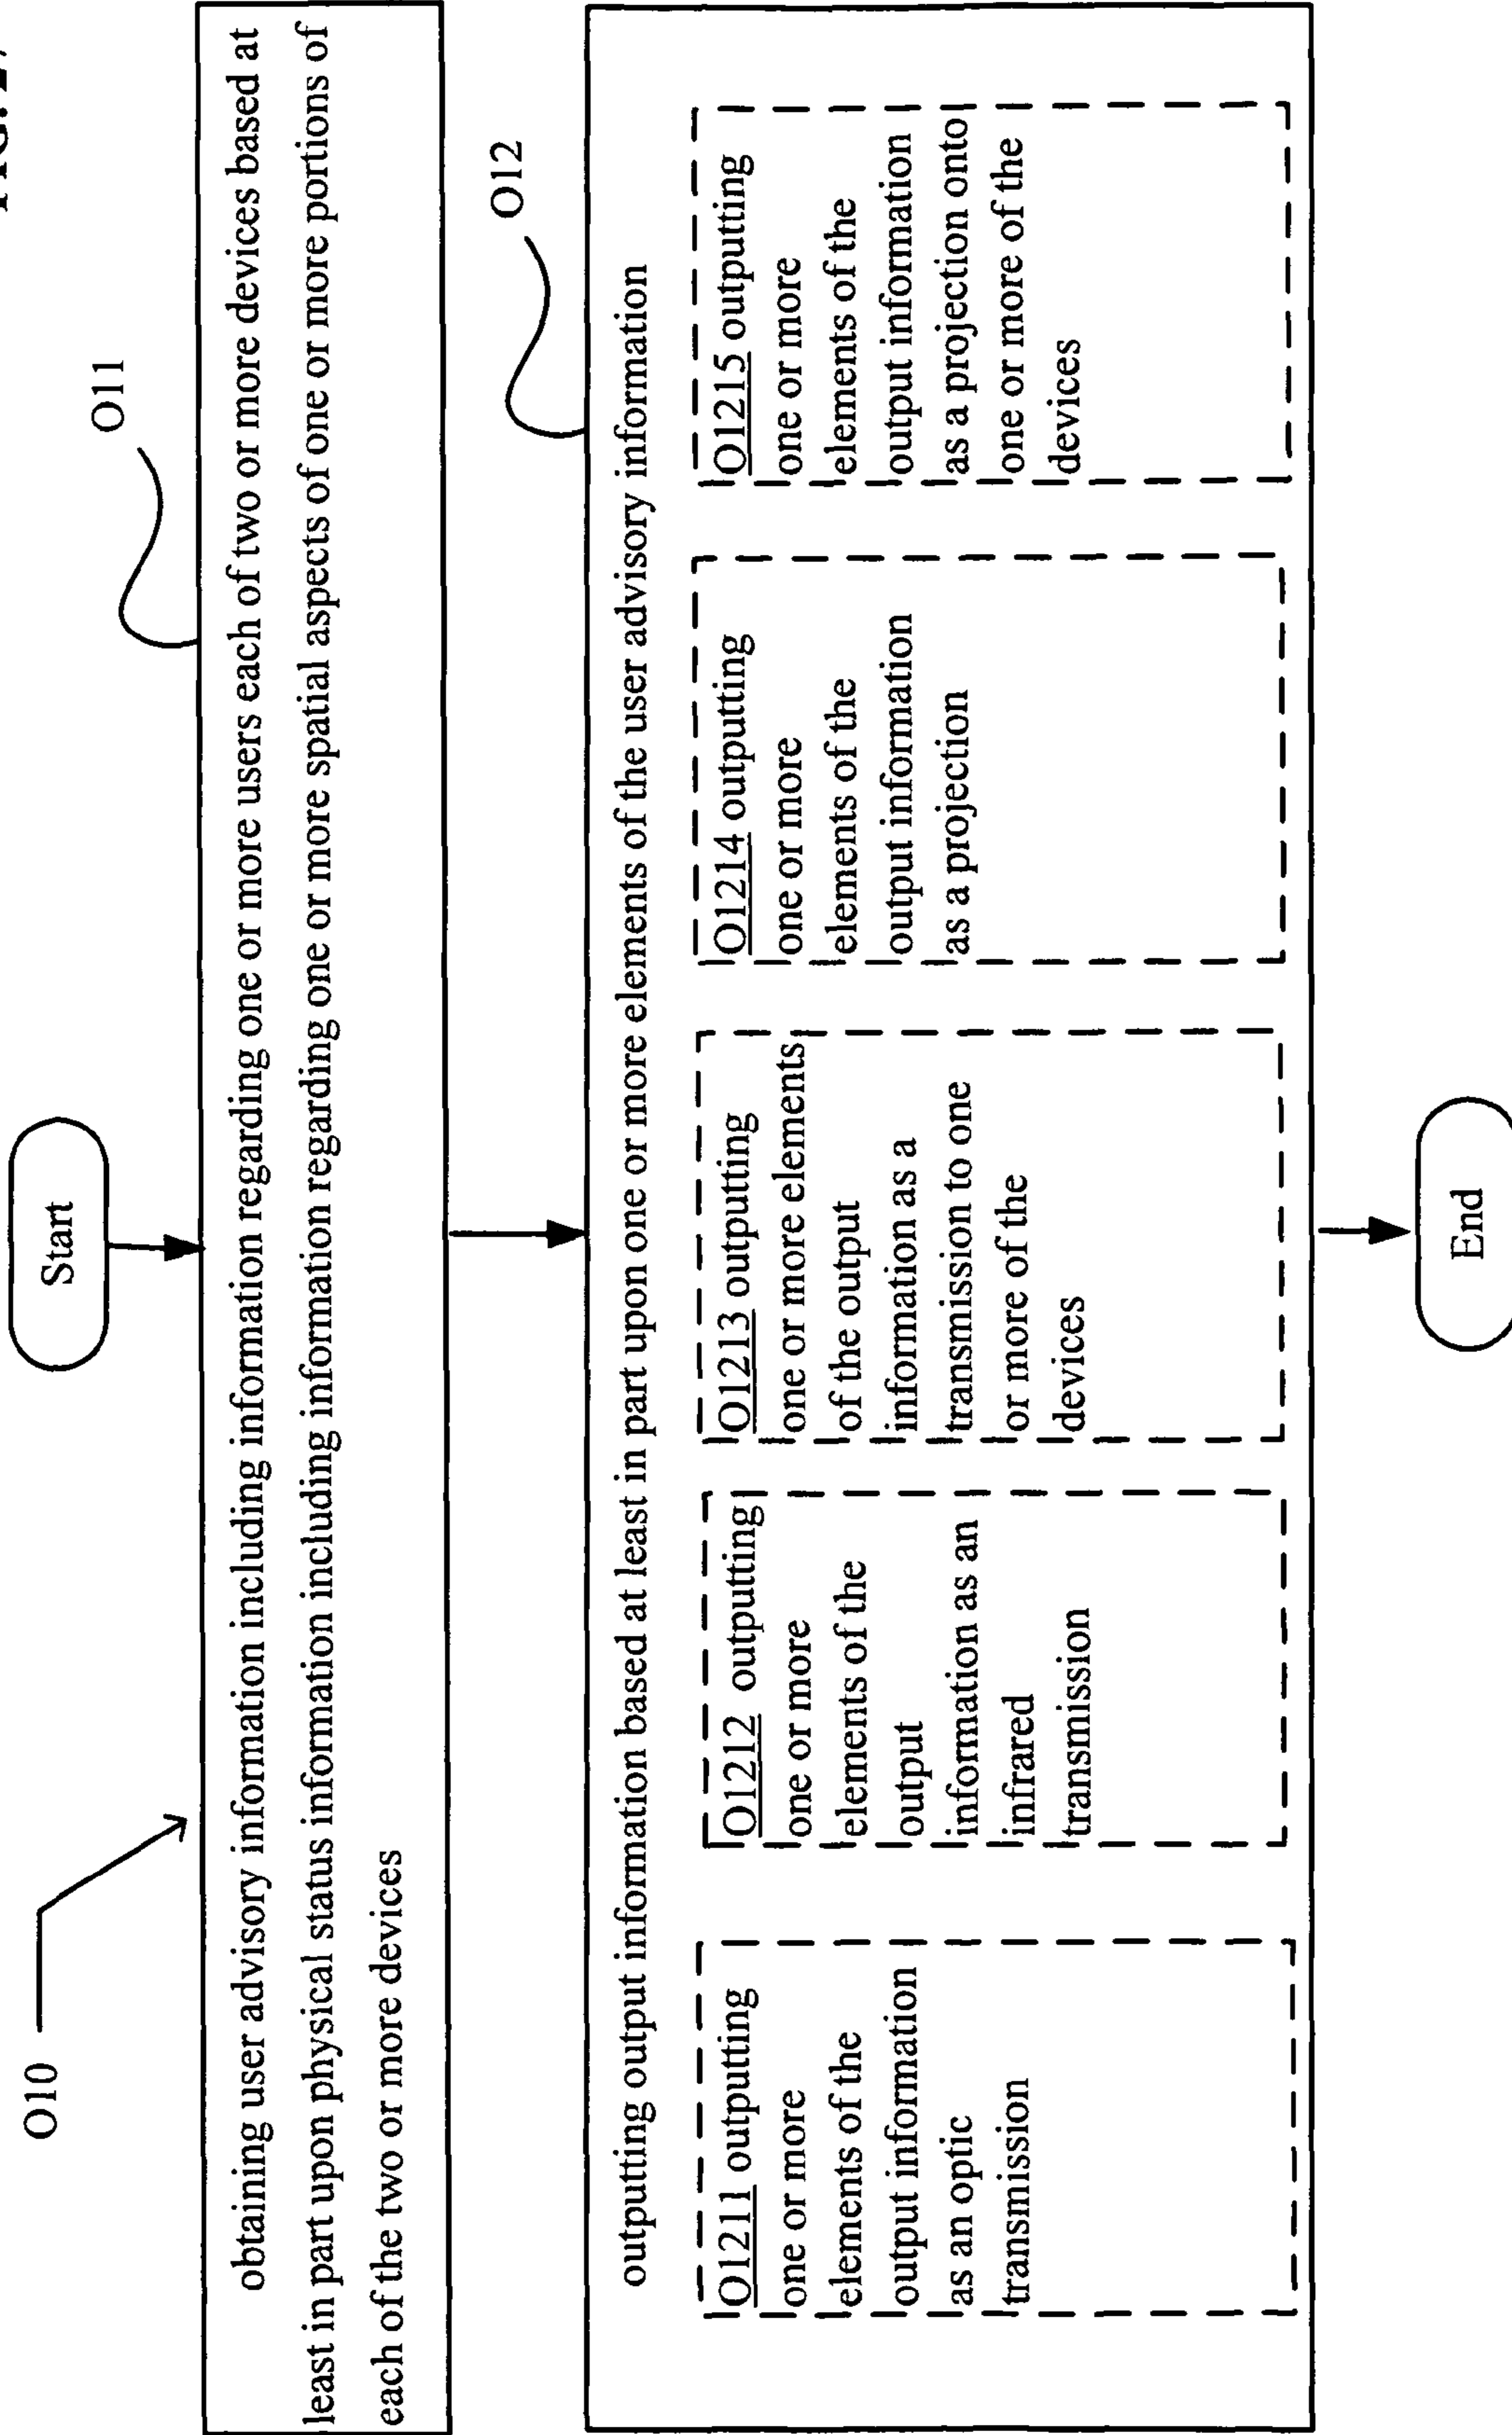 O10
Start
O11
obtaining user advisory information including information regarding one or more users each of two or more devices based at
least in part upon physical status information including information regarding one or more spatial aspects of one or more portions of
each of the two or more devices
O12
outputting output information based at least in part upon one or more elements of the user advisory information
O1211 outputting
one or more
elements of the
output information
as an optic
transmission
O1212 outputting
one or more
elements of the
output
information as an
infrared
transmission
O1213 outputting
one or more elements
of the output
information as a
transmission to one
or more of the
devices
O1214 outputting
one or more
elements of the
output information
as a projection
O1215 outputting
one or more
elements of the
output information
as a projection onto
one or more of the
devices
End